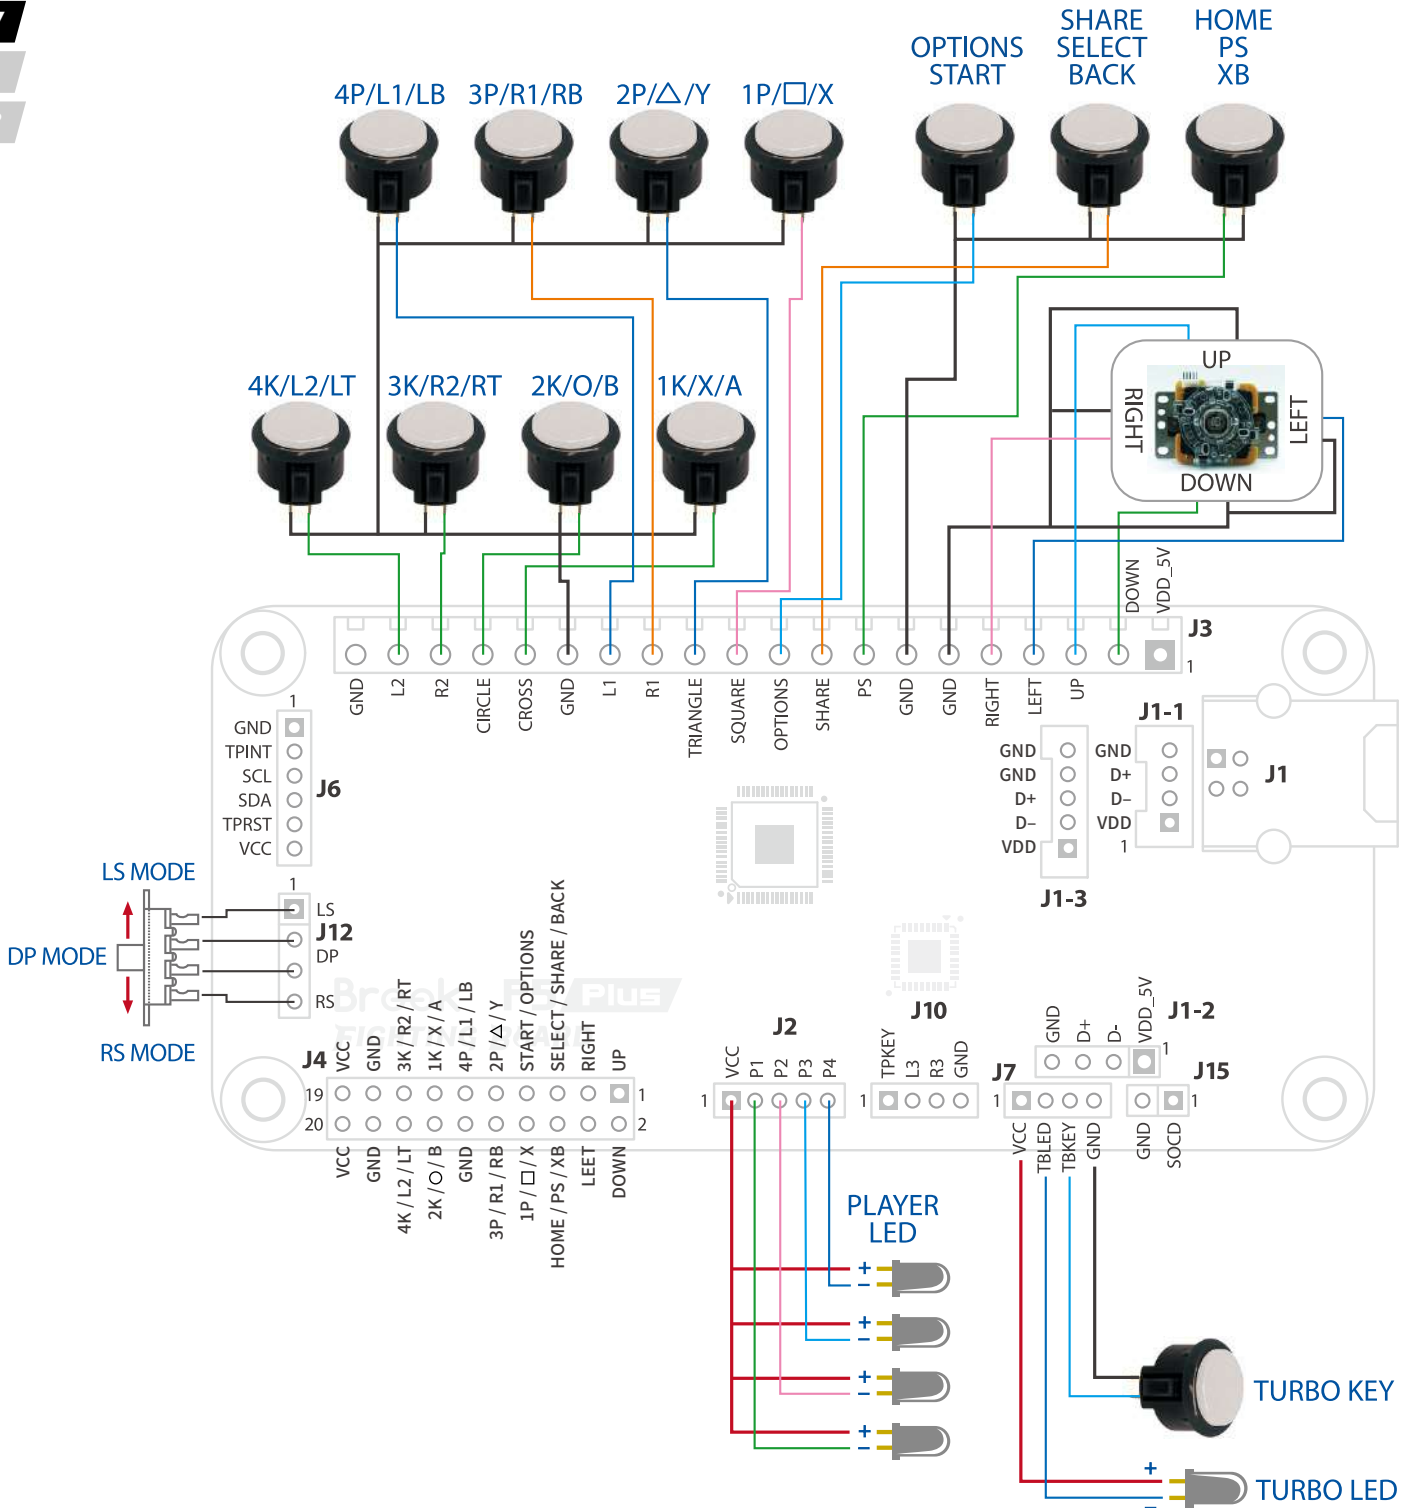 OPTIONS
START
SHARE
SELECT
BACK
HOME
PS
XB
4P/L1/LB
3P/R1/RB
2P/△/Y
1P/□/X
4K/L2/LT
3K/R2/RT
2K/O/B
1K/X/A
UP
RIGHT
LEFT
DOWN
DOWN
VDD_5V
J3
1
GND
L2
R2
CIRCLE
CROSS
GND
L1
R1
TRIANGLE
SQUARE
OPTIONS
SHARE
PS
GND
GND
RIGHT
LEFT
UP
1
GND
TPINT
SCL
SDA
TPRST
VCC
J6
J1-1
GND
D+
D–
VDD
1
GND
GND
D+
D–
VDD
J1-3
J1
LS MODE
DP MODE
RS MODE
1
LS
J12
DP
RS
Brook PS Plus
FIGHTING BOARD
J4
VCC
GND
3K / R2 / RT
1K / X / A
4P / L1 / LB
2P / △ / Y
START / OPTIONS
SELECT / SHARE / BACK
RIGHT
UP
19
1
20
2
VCC
GND
4K / L2 / LT
2K / O / B
GND
3P / R1 / RB
1P / □ / X
HOME / PS / XB
LEET
DOWN
J2
VCC
P1
P2
P3
P4
1
J10
TPKEY
L3
R3
GND
1
J1-2
GND
D+
D-
VDD_5V
1
J7
1
VCC
TBLED
TBKEY
GND
J15
1
GND
SOCD
PLAYER
LED
+
–
+
–
+
–
+
–
TURBO KEY
+
–
TURBO LED